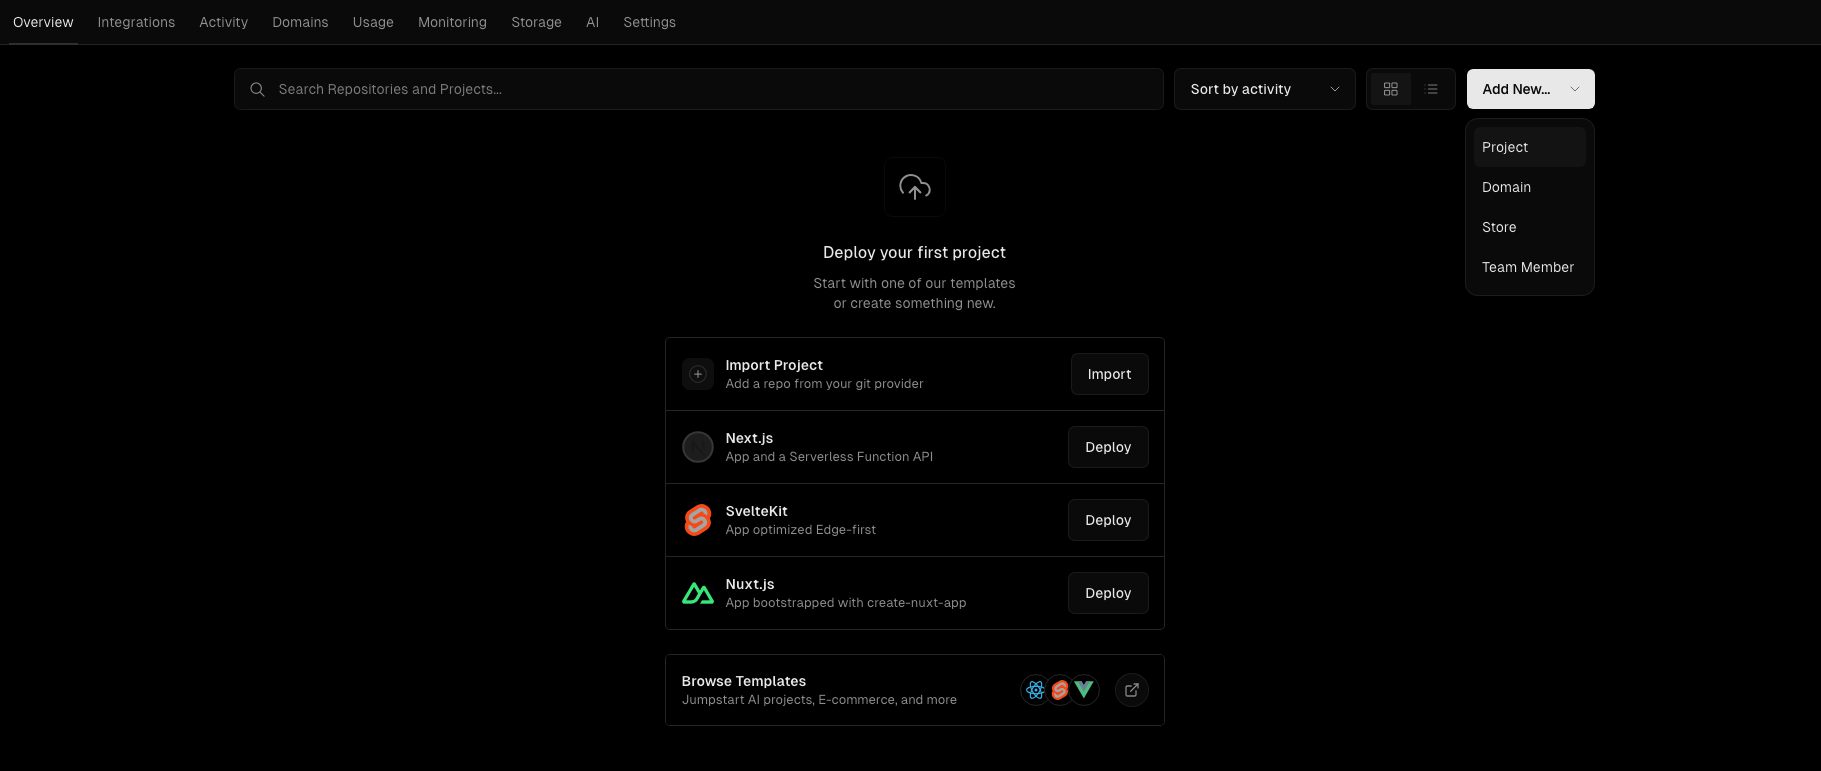 Overview Integrations Activity Domains Usage Monitoring Storage AI Settings
Search Repositories and Projects...
Sort by activity
Add New...
Project
Domain
Store
Team Member
Deploy your first project
Start with one of our templates
or create something new.
Import Project
Add a repo from your git provider
Import
Next.js
App and a Serverless Function API
Deploy
SvelteKit
App optimized Edge-first
Deploy
Nuxt.js
App bootstrapped with create-nuxt-app
Deploy
Browse Templates
Jumpstart AI projects, E-commerce, and more